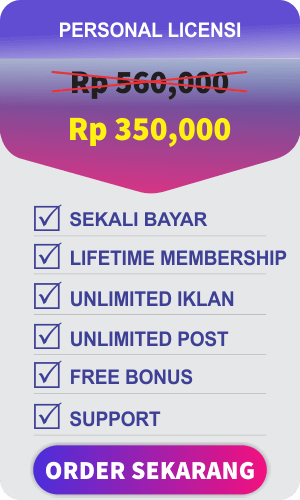 PERSONAL LICENSI
Rp 560,000
Rp 350,000
SEKALI BAYAR
LIFETIME MEMBERSHIP
UNLIMITED IKLAN
UNLIMITED POST
FREE BONUS
SUPPORT
ORDER SEKARANG